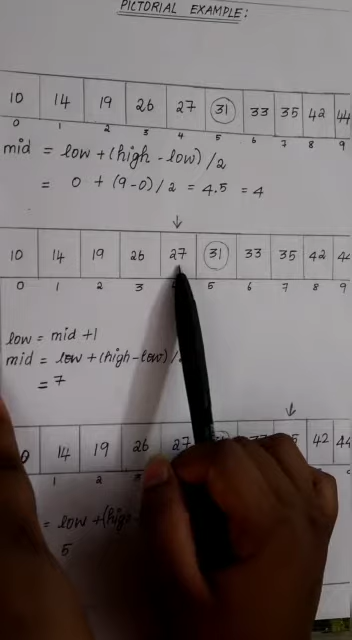 PICTORIAL EXAMPLE:
10 14 19 26 27 31 33 35 42 44
0 1 2 3 4 5 6 7 8 9
mid = low + (high - low) / 2
= 0 + (9-0) / 2 = 4.5 = 4
↓
10 14 19 26 27 31 33 35 42
0 1 2 3 5 6 7 8 9
low = mid + 1
mid = low + (high - low) /
= 7
↓
14 19 26 27 42 44
1 2 8
= low + (high
5